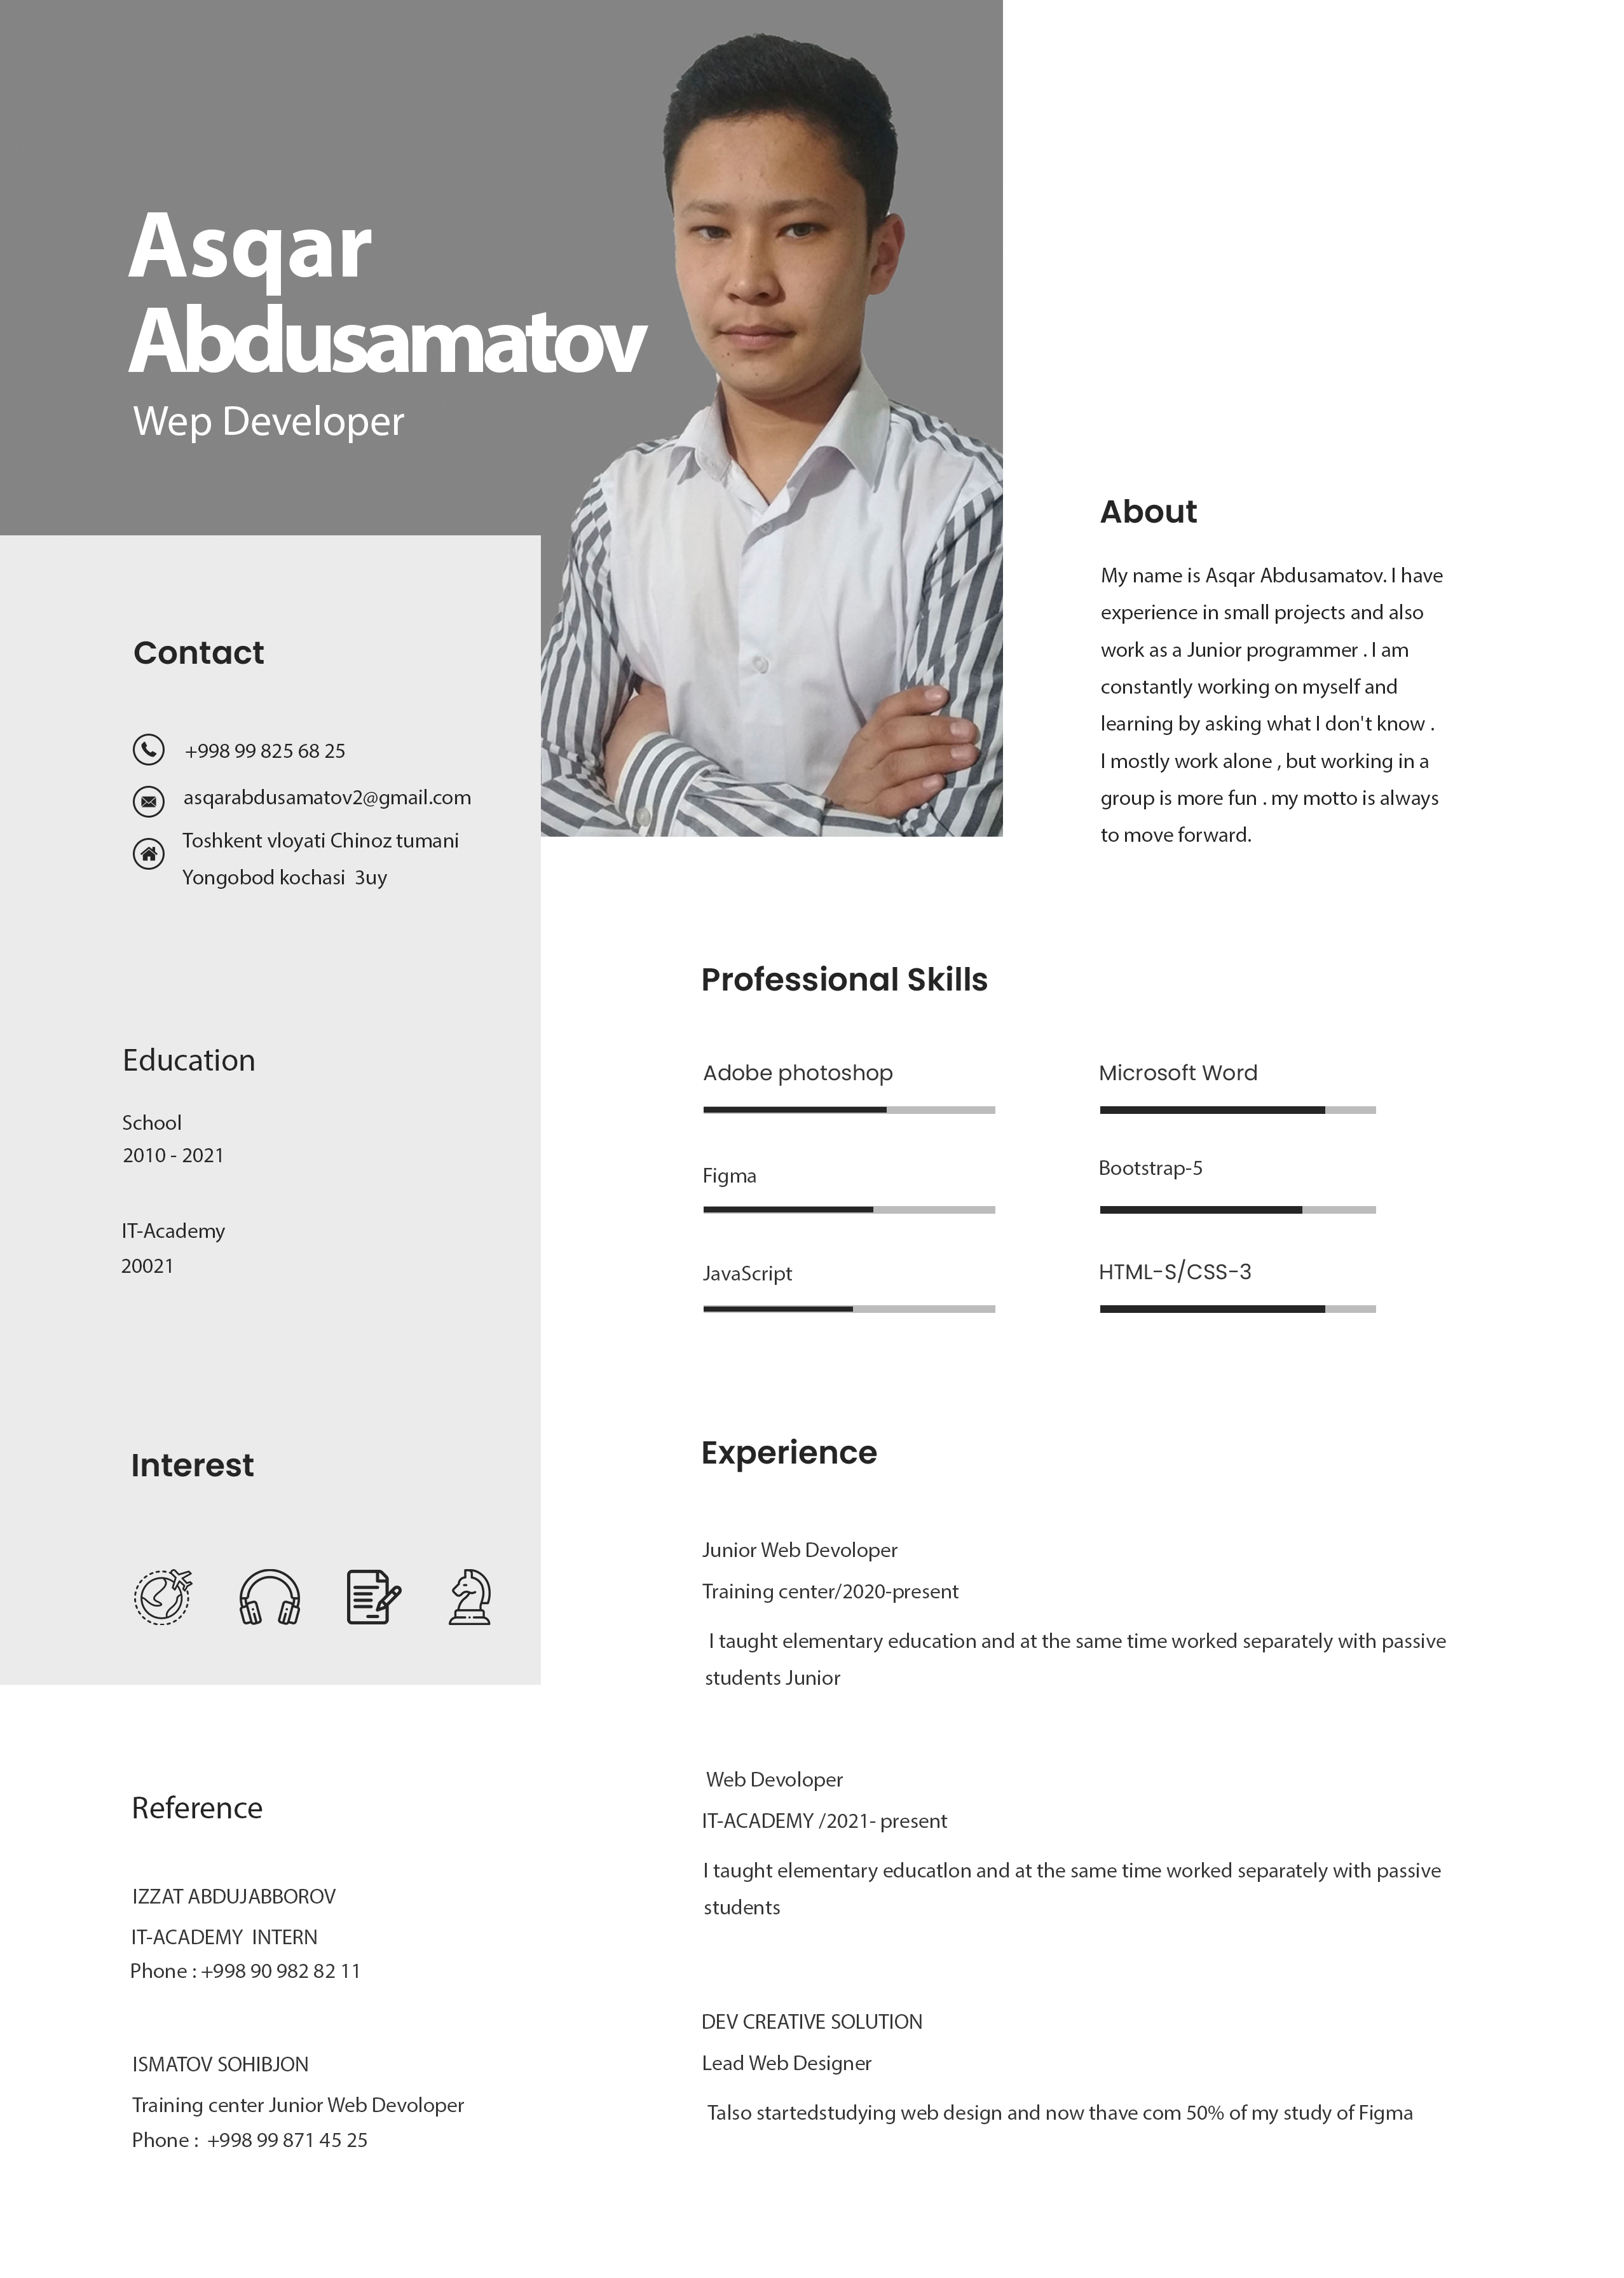 Asqar
Abdusamatov
Wep Developer
About
My name is Asqar Abdusamatov. I have
experience in small projects and also
work as a Junior programmer . I am
constantly working on myself and
learning by asking what I don't know .
I mostly work alone , but working in a
group is more fun . my motto is always
to move forward.
Contact
+998 99 825 68 25
asqarabdusamatov2@gmail.com
Toshkent vloyati Chinoz tumani
Yongobod kochasi 3uy
Education
School
2010 - 2021
IT-Academy
20021
Interest
Reference
IZZAT ABDUJABBOROV
IT-ACADEMY INTERN
Phone : +998 90 982 82 11
ISMATOV SOHIBJON
Training center Junior Web Devoloper
Phone : +998 99 871 45 25
Professional Skills
Adobe photoshop
Microsoft Word
Figma
Bootstrap-5
JavaScript
HTML-S/CSS-3
Experience
Junior Web Devoloper
Training center/2020-present
I taught elementary education and at the same time worked separately with passive
students Junior
Web Devoloper
IT-ACADEMY /2021- present
I taught elementary educatlon and at the same time worked separately with passive
students
DEV CREATIVE SOLUTION
Lead Web Designer
Talso startedstudying web design and now thave com 50% of my study of Figma